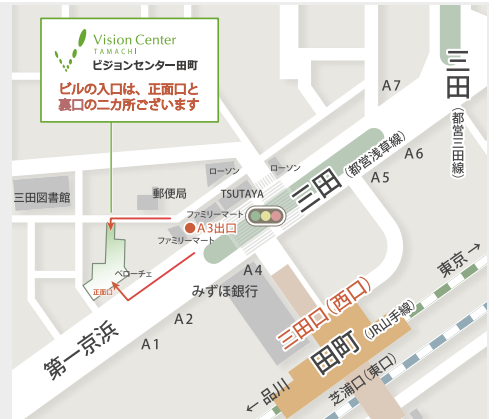 Vision Center
TAMACHI
ビジョンセンター田町
ビルの入口は、正面口と
裏口の二カ所ございます
三田
(都営三田線)
A7
A6
A5
三田
(都営浅草線)
ローソン
ローソン
郵便局
TSUTAYA
三田図書館
ファミリーマート
A3出口
ファミリーマート
ベローチェ
正面口
A4
みずほ銀行
三田口(西口)
東京→
A2
A1
第一京浜
田町
(JR山手線)
芝浦口(東口)
←品川